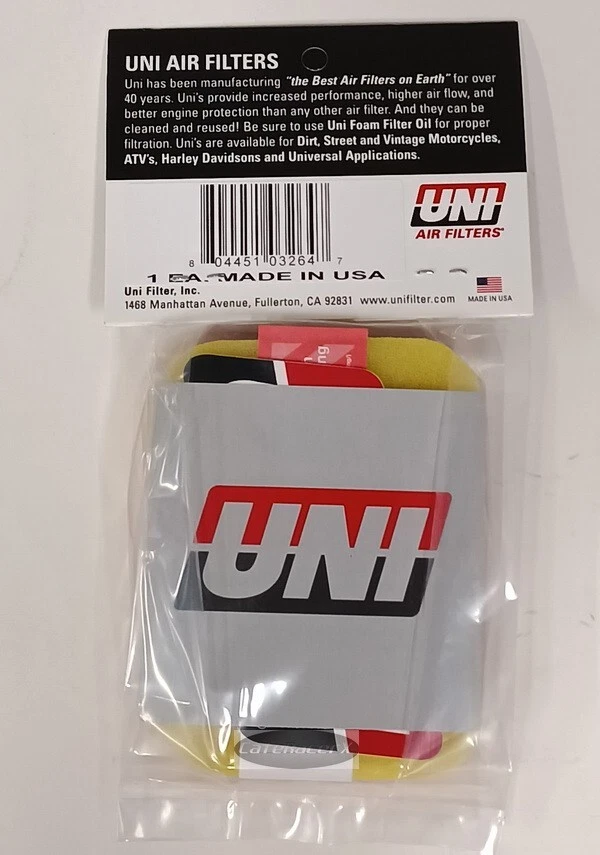 UNI AIR FILTERS
Uni has been manufacturing "the Best Air Filters on Earth" for over
40 years. Uni's provide increased performance, higher air flow, and
better engine protection than any other air filter. And they can be
cleaned and reused! Be sure to use Uni Foam Filter Oil for proper
filtration. Uni's are available for Dirt, Street and Vintage Motorcycles,
ATV's, Harley Davidsons and Universal Applications.
UNI
AIR FILTERS
8 04451 03264 7
1 EA. MADE IN USA
Uni Filter, Inc.
1468 Manhattan Avenue, Fullerton, CA 92831 www.unifilter.com
MADE IN USA
UNI